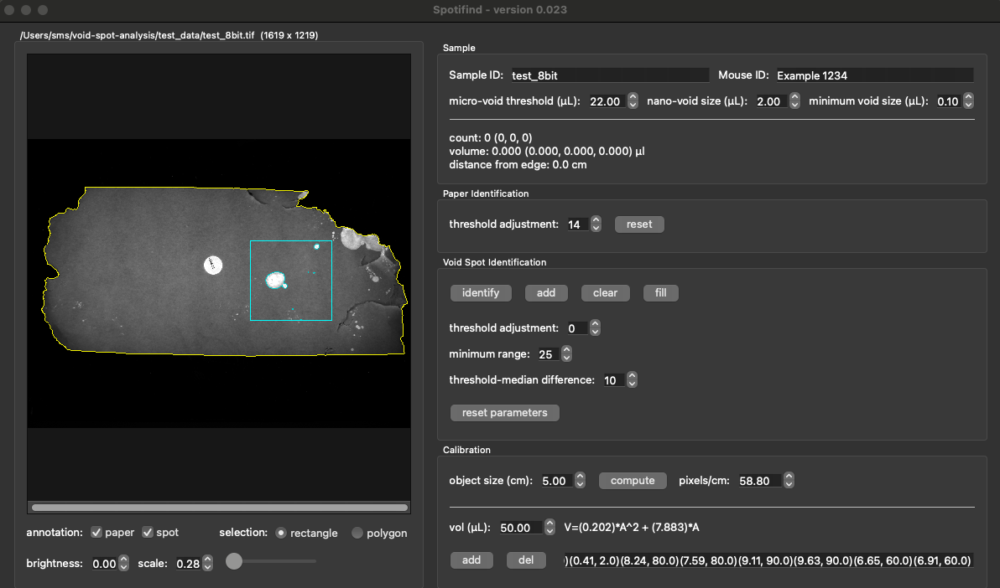 Spotifind - version 0.023
/Users/sms/void-spot-analysis/test_data/test_8bit.tif (1619 x 1219)
annotation: paper spot selection: rectangle polygon
brightness: 0.00 scale: 0.28
Sample
Sample ID: test_8bit Mouse ID: Example 1234
micro-void threshold (µL): 22.00 nano-void size (µL): 2.00 minimum void size (µL): 0.10
count: 0 (0, 0, 0)
volume: 0.000 (0.000, 0.000, 0.000) µl
distance from edge: 0.0 cm
Paper Identification
threshold adjustment: 14 reset
Void Spot Identification
identify add clear fill
threshold adjustment: 0
minimum range: 25
threshold-median difference: 10
reset parameters
Calibration
object size (cm): 5.00 compute pixels/cm: 58.80
vol (µL): 50.00 V=(0.202)*A^2 + (7.883)*A
add del )(0.41, 2.0)(8.24, 80.0)(7.59, 80.0)(9.11, 90.0)(9.63, 90.0)(6.65, 60.0)(6.91, 60.0)